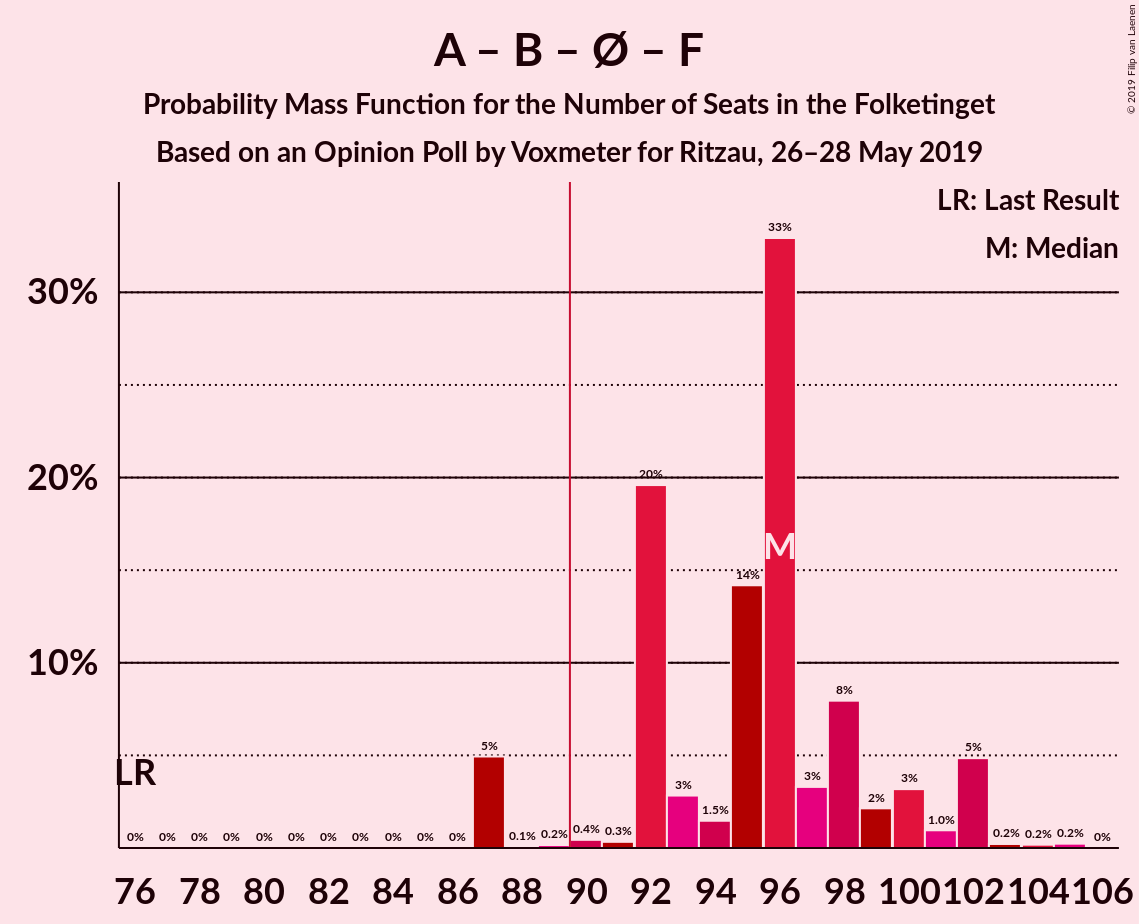 A – B – Ø – F
Probability Mass Function for the Number of Seats in the Folketinget
Based on an Opinion Poll by Voxmeter for Ritzau, 26–28 May 2019
© 2019 Filip van Laenen
LR: Last Result
M: Median
30%
20%
10%
LR
M
0% 0% 0% 0% 0% 0% 0% 0% 0% 0% 0% 5% 0.1% 0.2% 0.4% 0.3% 20% 3% 1.5% 14% 33% 3% 8% 2% 3% 1.0% 5% 0.2% 0.2% 0.2% 0%
76 78 80 82 84 86 88 90 92 94 96 98 100 102 104 106